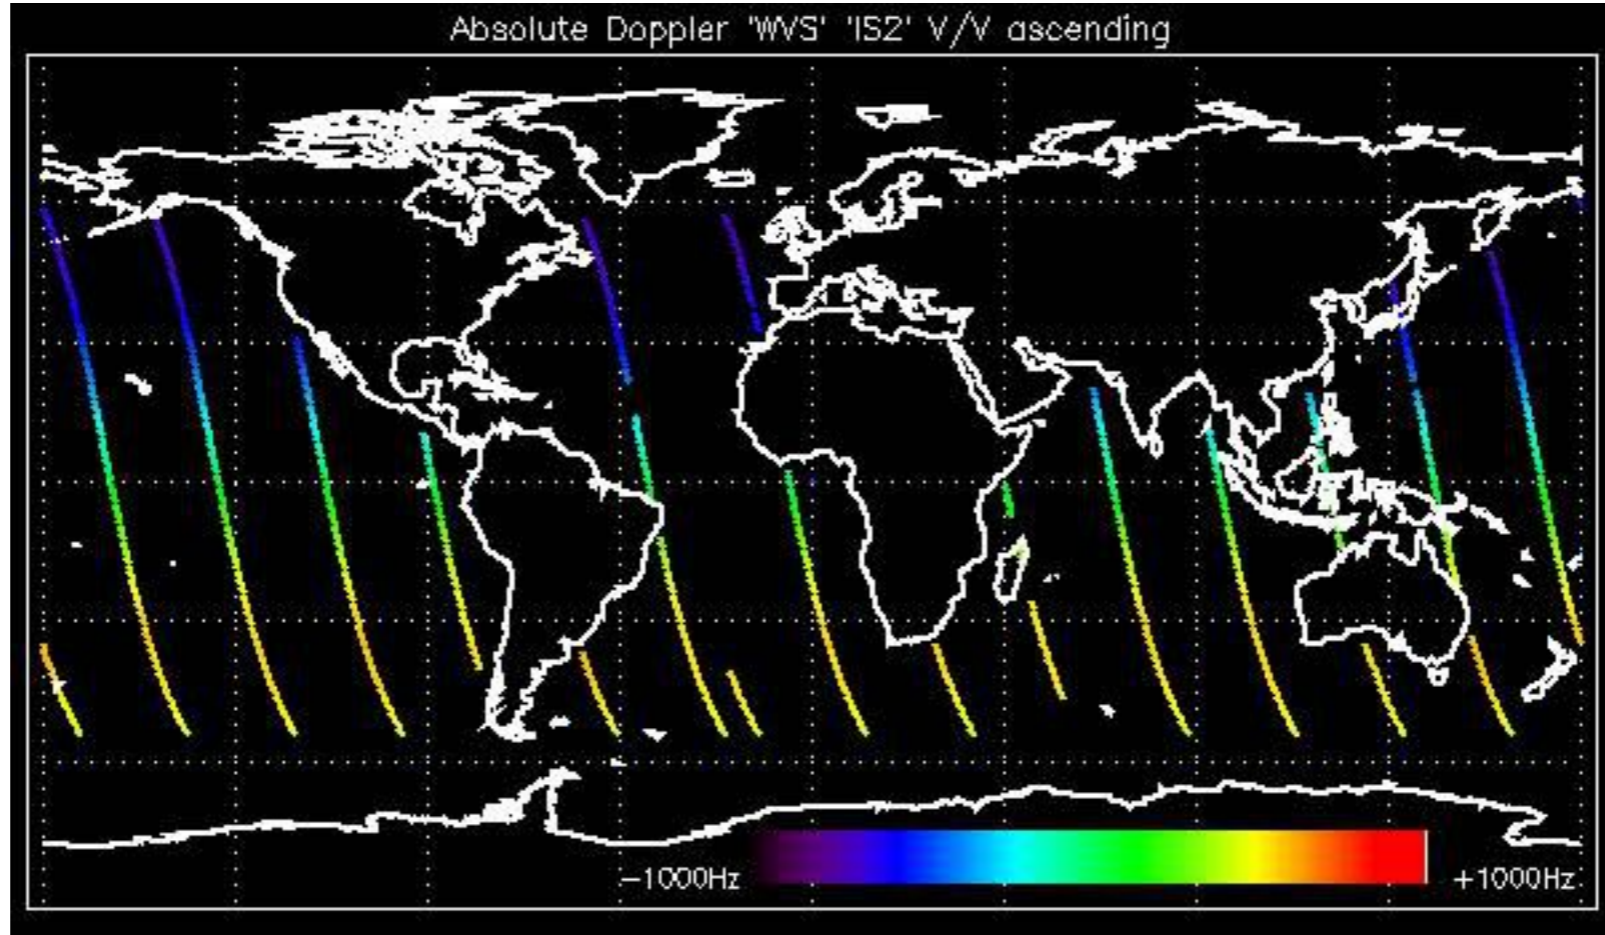 Absolute Doppler 'WVS' 'IS2' V/V ascending
-1000Hz +1000Hz